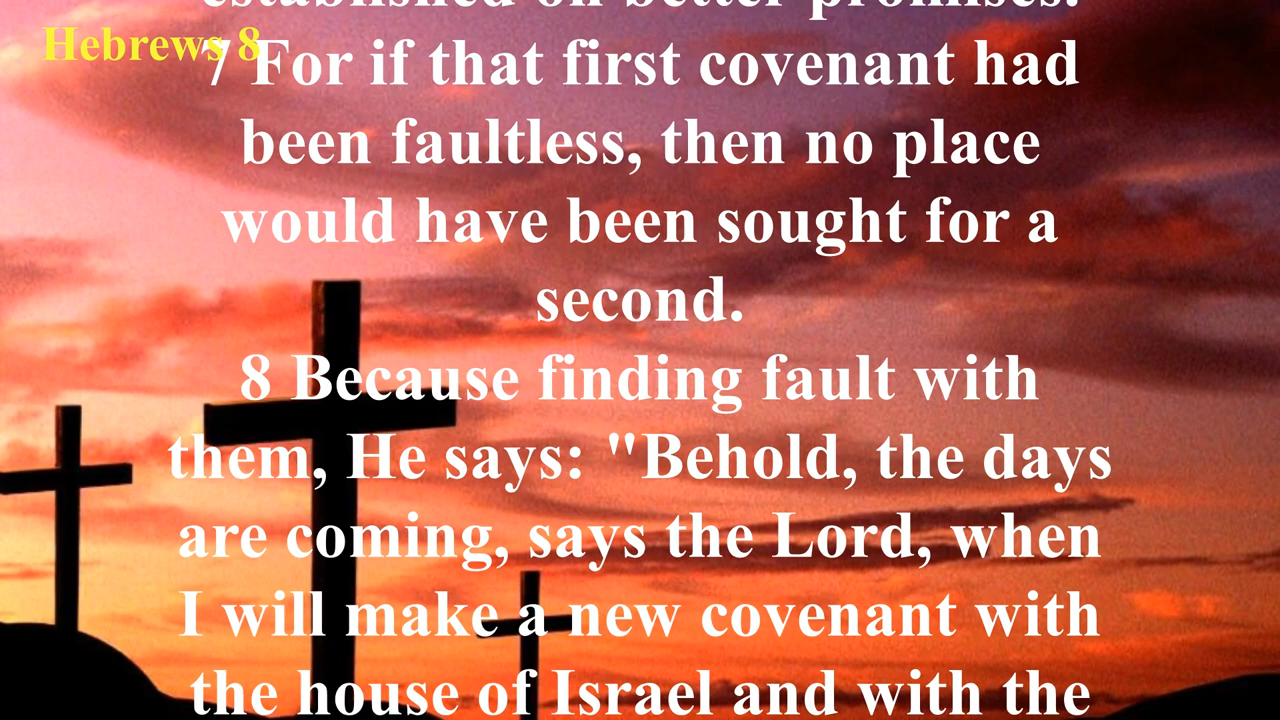 established on better promises.
Hebrews 8
7 For if that first covenant had
been faultless, then no place
would have been sought for a
second.
8 Because finding fault with
them, He says: "Behold, the days
are coming, says the Lord, when
I will make a new covenant with
the house of Israel and with the